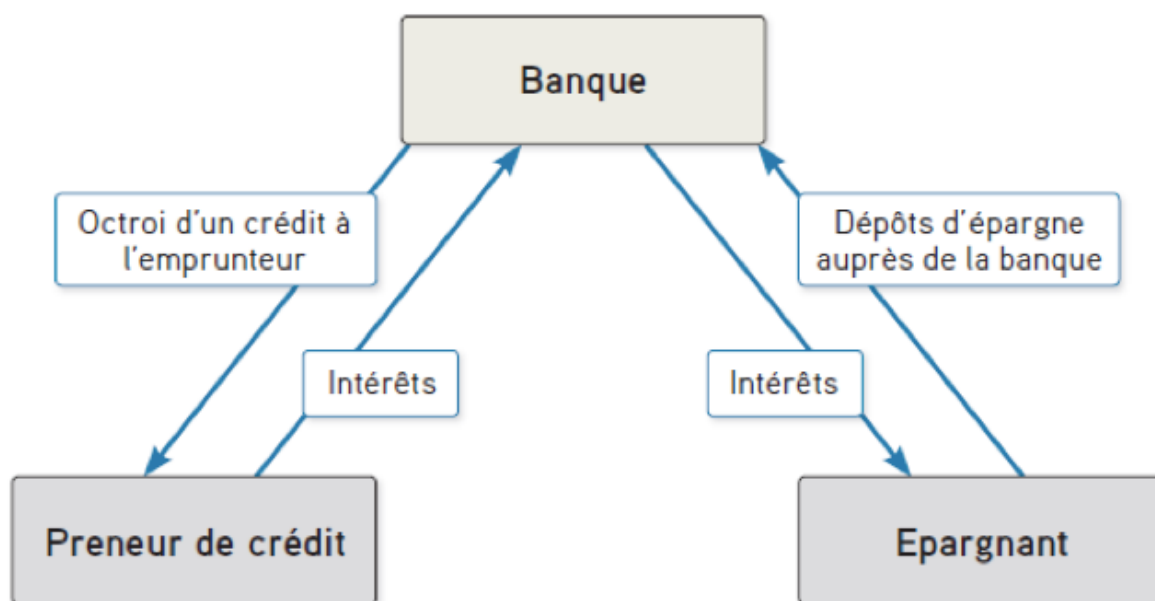 Banque
Octroi d'un crédit à
l'emprunteur
Dépôts d'épargne
auprès de la banque
Intérêts
Intérêts
Preneur de crédit
Epargnant